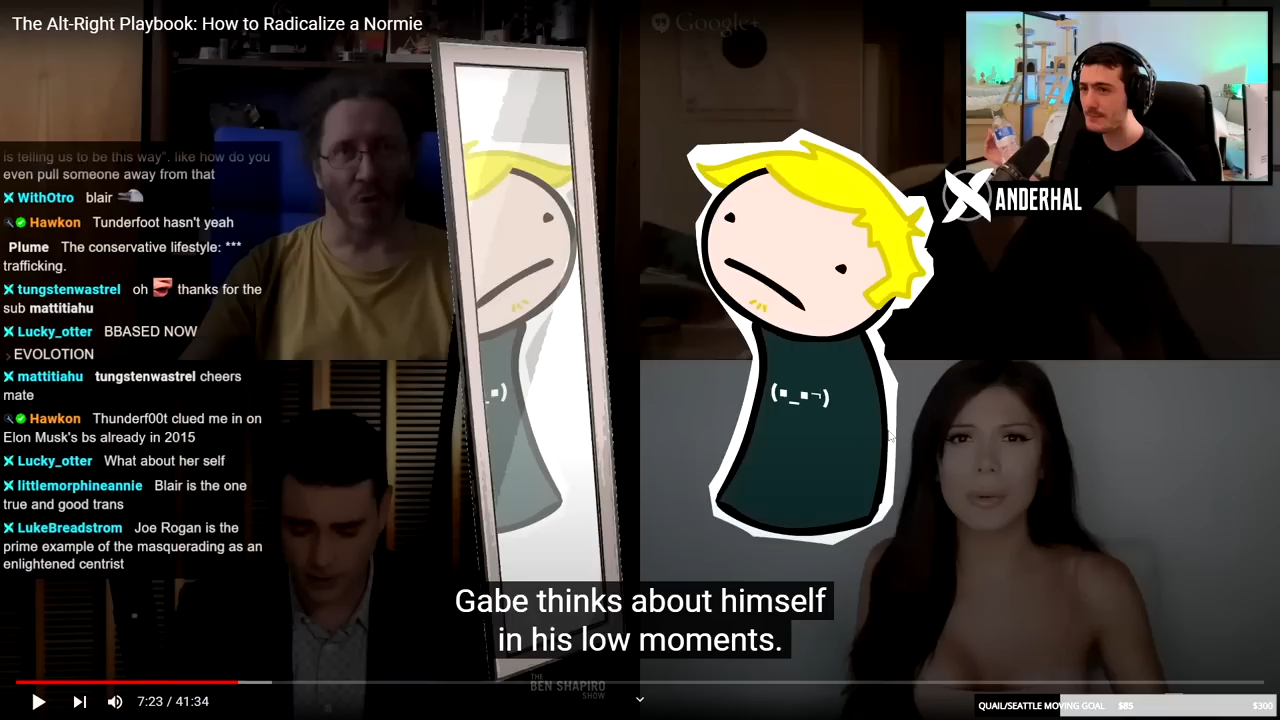 The Alt-Right Playbook: How to Radicalize a Normie
Google+
is telling us to be this way". like how do you
even pull someone away from that
WithOtro blair
Hawkon Tunderfoot hasn't yeah
Plume The conservative lifestyle: ***
trafficking.
tungstenwastrel oh thanks for the
sub mattitiahu
Lucky_otter BBASED NOW
EVOLOTION
mattitiahu tungstenwastrel cheers
mate
Hawkon Thunderf00t clued me in on
Elon Musk's bs already in 2015
Lucky_otter What about her self
littlemorphineannie Blair is the one
true and good trans
LukeBreadstrom Joe Rogan is the
prime example of the masquerading as an
enlightened centrist
XANDERHAL
(▪_▪¬)
Gabe thinks about himself
in his low moments.
THE
BEN SHAPIRO
SHOW
7:23 / 41:34
QUAIL/SEATTLE MOVING GOAL $85 $300